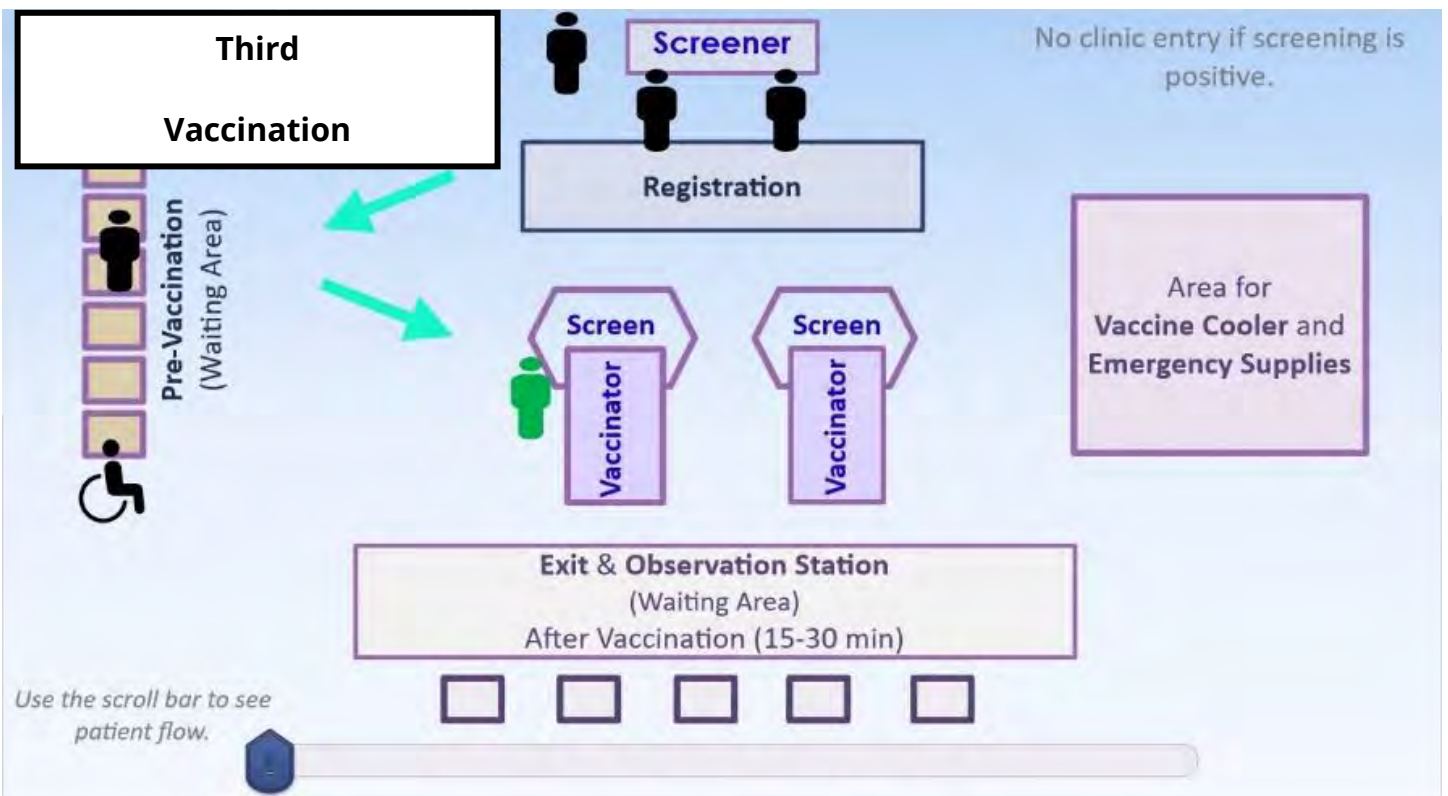 Third
Vaccination
Screener
No clinic entry if screening is
positive.
Registration
Pre-Vaccination
(Waiting Area)
Screen
Vaccinator
Screen
Vaccinator
Area for
Vaccine Cooler and
Emergency Supplies
Exit & Observation Station
(Waiting Area)
After Vaccination (15-30 min)
Use the scroll bar to see
patient flow.